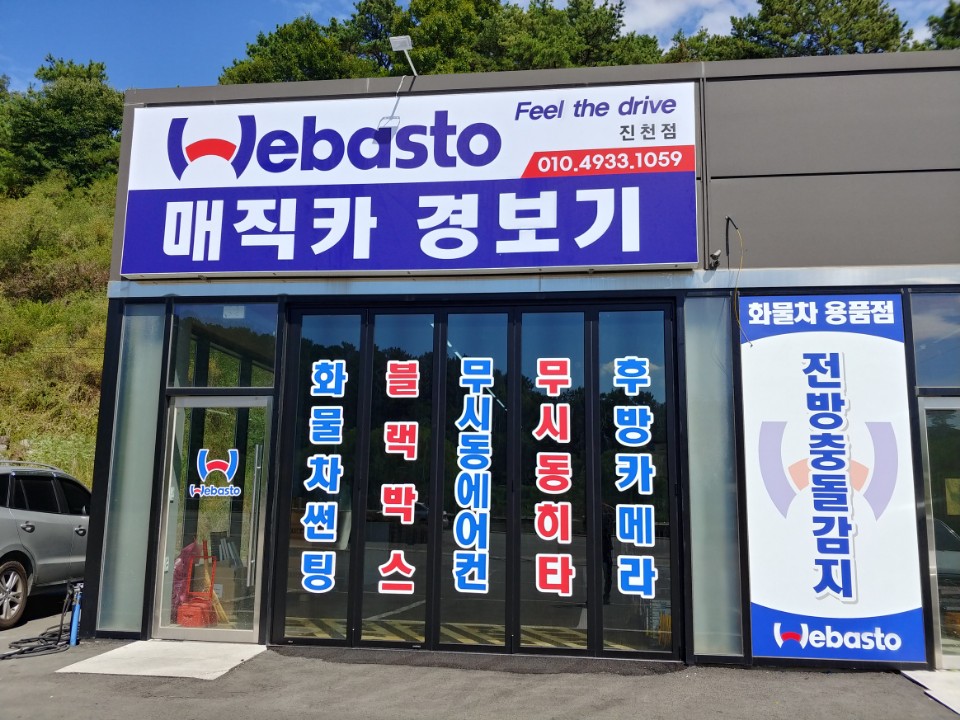 Webasto
Feel the drive
진천점
010.4933.1059
매직카 경보기
화물차썬팅
블랙박스
무시동에어컨
무시동히타
후방카메라
Webasto
화물차 용품점
전방충돌감지
Webasto